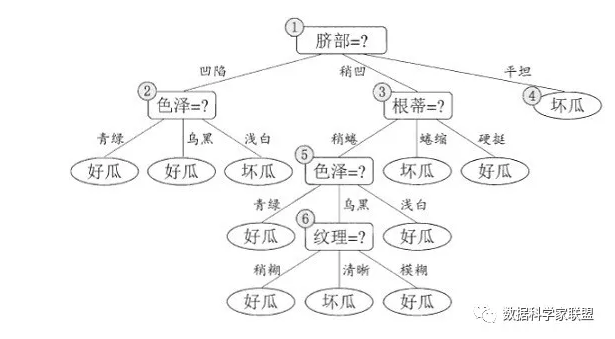 ① 脐部=?
凹陷 稍凹 平坦
② 色泽=? ③ 根蒂=? ④ 坏瓜
青绿 乌黑 浅白 稍蜷 蜷缩 硬挺
好瓜 好瓜 坏瓜 ⑤ 色泽=? 坏瓜 好瓜
青绿 乌黑 浅白
好瓜 ⑥ 纹理=? 好瓜
稍糊 清晰 模糊
好瓜 坏瓜 好瓜
数据科学家联盟